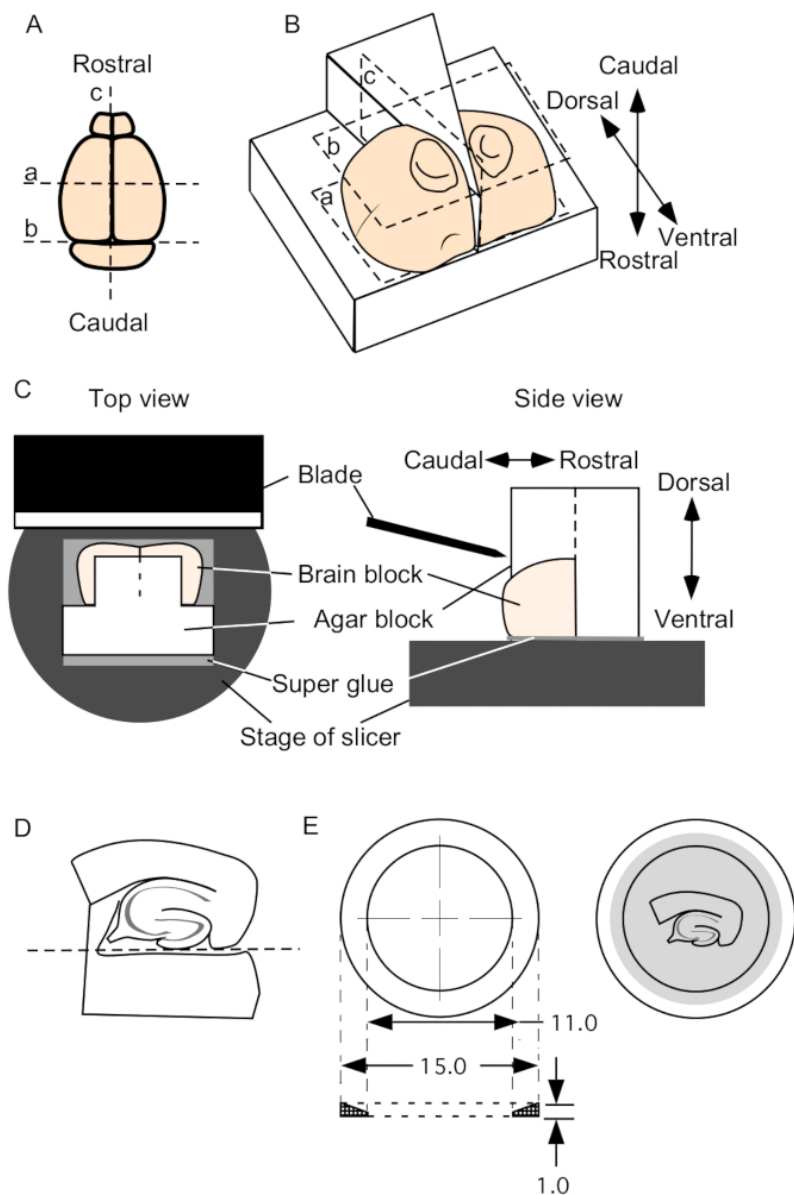 A
Rostral
c
a
b
Caudal
B
c
b
a
Caudal
Dorsal
Ventral
Rostral
C
Top view
Side view
Blade
Caudal
Rostral
Dorsal
Brain block
Agar block
Ventral
Super glue
Stage of slicer
D
E
11.0
15.0
1.0